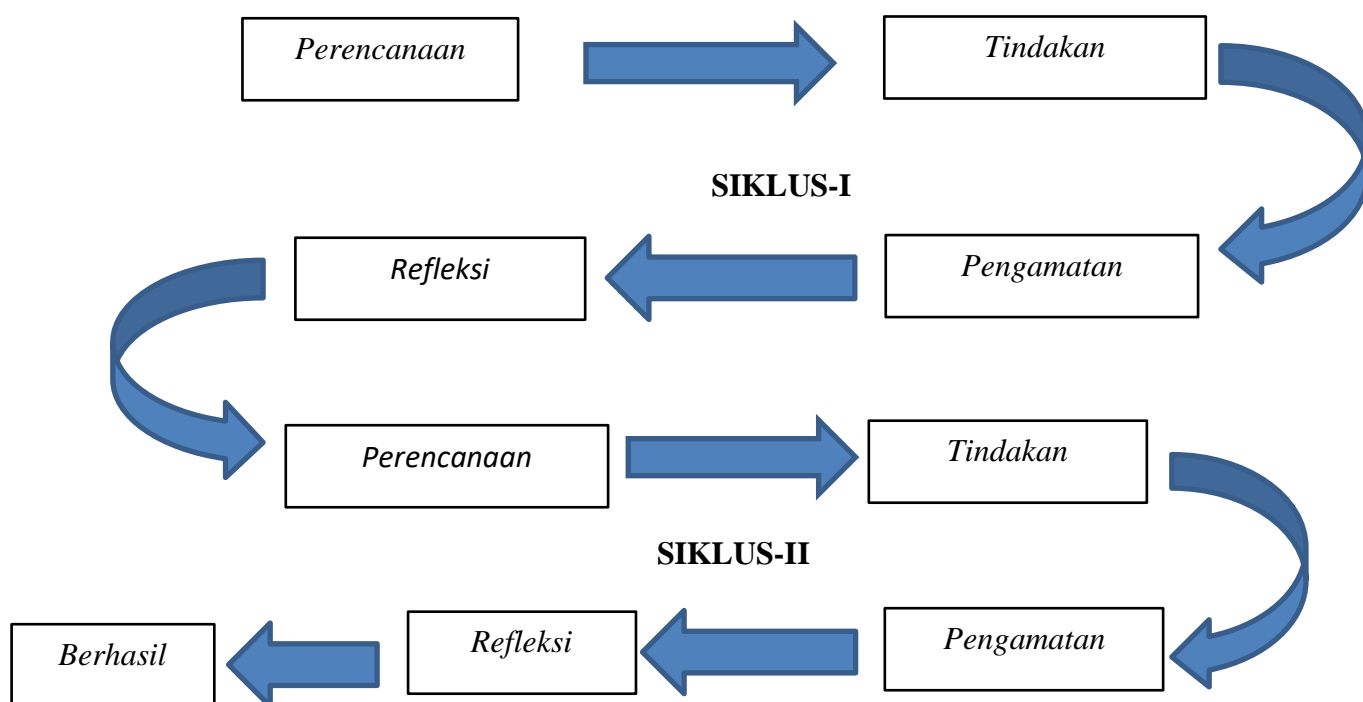 Perencanaan
Tindakan
SIKLUS-I
Refleksi
Pengamatan
Perencanaan
Tindakan
SIKLUS-II
Berhasil
Refleksi
Pengamatan